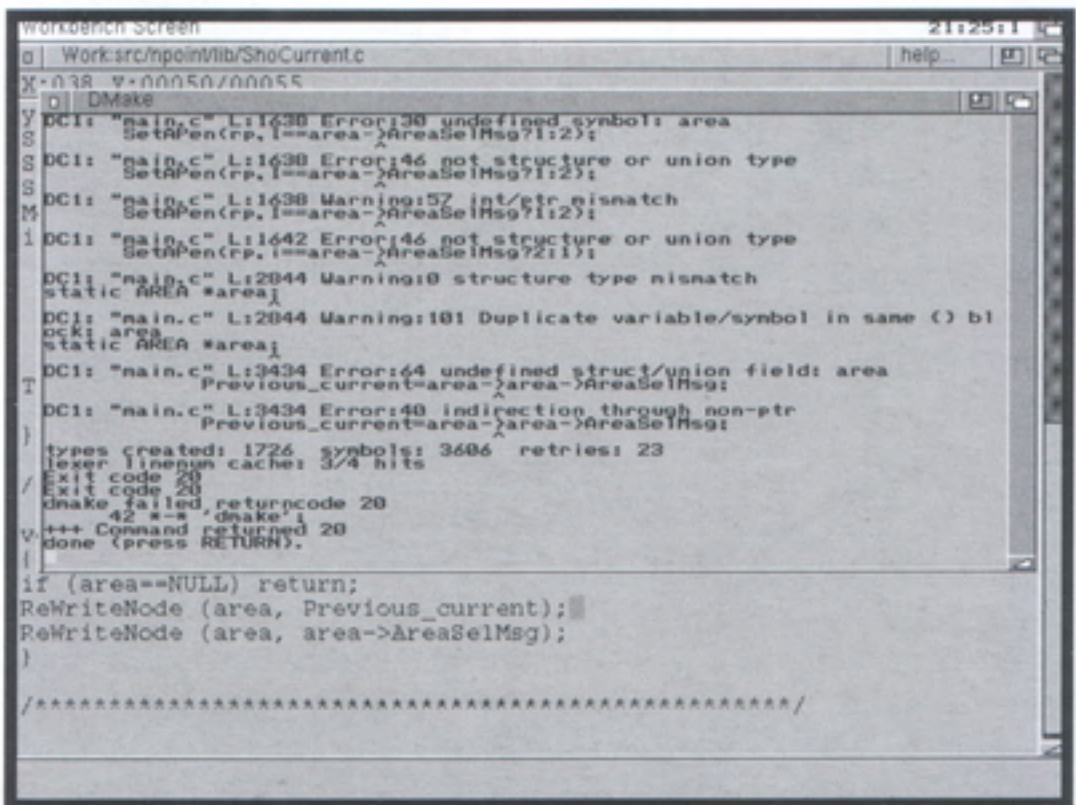 Workbench Screen 21:25:1
Work:src/npoint/lib/ShoCurrent.c help...
X:038 Y:00050/00055
DMake
DC1: "main.c" L:1638 Error:30 undefined symbol: area
SetAPen(rp,I==area->AreaSelMsg?1:2);
^
DC1: "main.c" L:1638 Error:46 not structure or union type
SetAPen(rp,I==area->AreaSelMsg?1:2);
^
DC1: "main.c" L:1638 Warning:57 int/ptr mismatch
SetAPen(rp,I==area->AreaSelMsg?1:2);
^
DC1: "main.c" L:1642 Error:46 not structure or union type
SetAPen(rp,I==area->AreaSelMsg?2:1);
^
DC1: "main.c" L:2044 Warning:0 structure type mismatch
static AREA *area;
^
DC1: "main.c" L:2044 Warning:101 Duplicate variable/symbol in same () bl
ock: area
static AREA *area;
^
DC1: "main.c" L:3434 Error:64 undefined struct/union field: area
Previous_current=area->area->AreaSelMsg;
^
DC1: "main.c" L:3434 Error:40 indirection through non-ptr
Previous_current=area->area->AreaSelMsg;
^
types created: 1726 symbols: 3606 retries: 23
lexer linenum cache: 3/4 hits
Exit code 20
Exit code 20
dmake failed returncode 20
42 *-* 'dmake';
+++ Command returned 20
done (press RETURN).
if (area==NULL) return;
ReWriteNode (area, Previous_current);
ReWriteNode (area, area->AreaSelMsg);
}
/****************************************************/